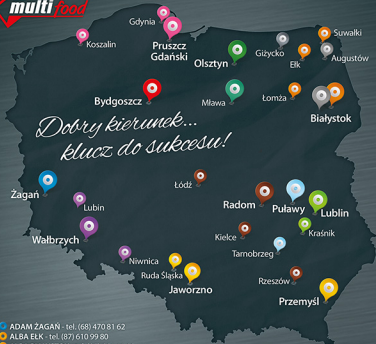 multifood
Gdynia
Koszalin
Pruszcz
Gdański
Suwałki
Giżycko
Olsztyn
Ełk
Augustów
Bydgoszcz
Mława
Łomża
Białystok
Dobry kierunek...
klucz do sukcesu!
Łódź
Żagań
Lubin
Radom
Puławy
Lublin
Wałbrzych
Kielce
Kraśnik
Niwnica
Tarnobrzeg
Ruda Śląska
Jaworzno
Rzeszów
Przemyśl
ADAM ŻAGAŃ - tel. (68) 470 81 62
ALBA EŁK - tel. (87) 610 99 80